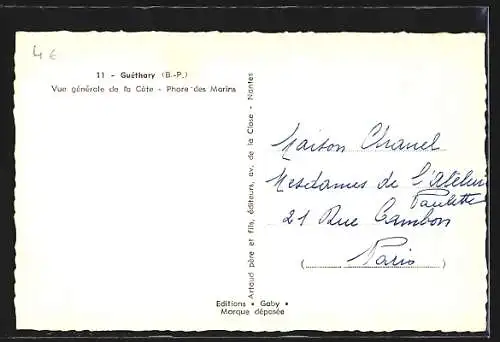 4 €
11 - Guéthary (B.-P.)
Vue générale de la Côte - Phare des Marins
Artaud père et fils, éditeurs, av. de la Close - Nantes
Maison Chanel
Mesdames de l'Atelier
Paulette
21 Rue Cambon
Paris
Editions • Gaby •
Marque déposée